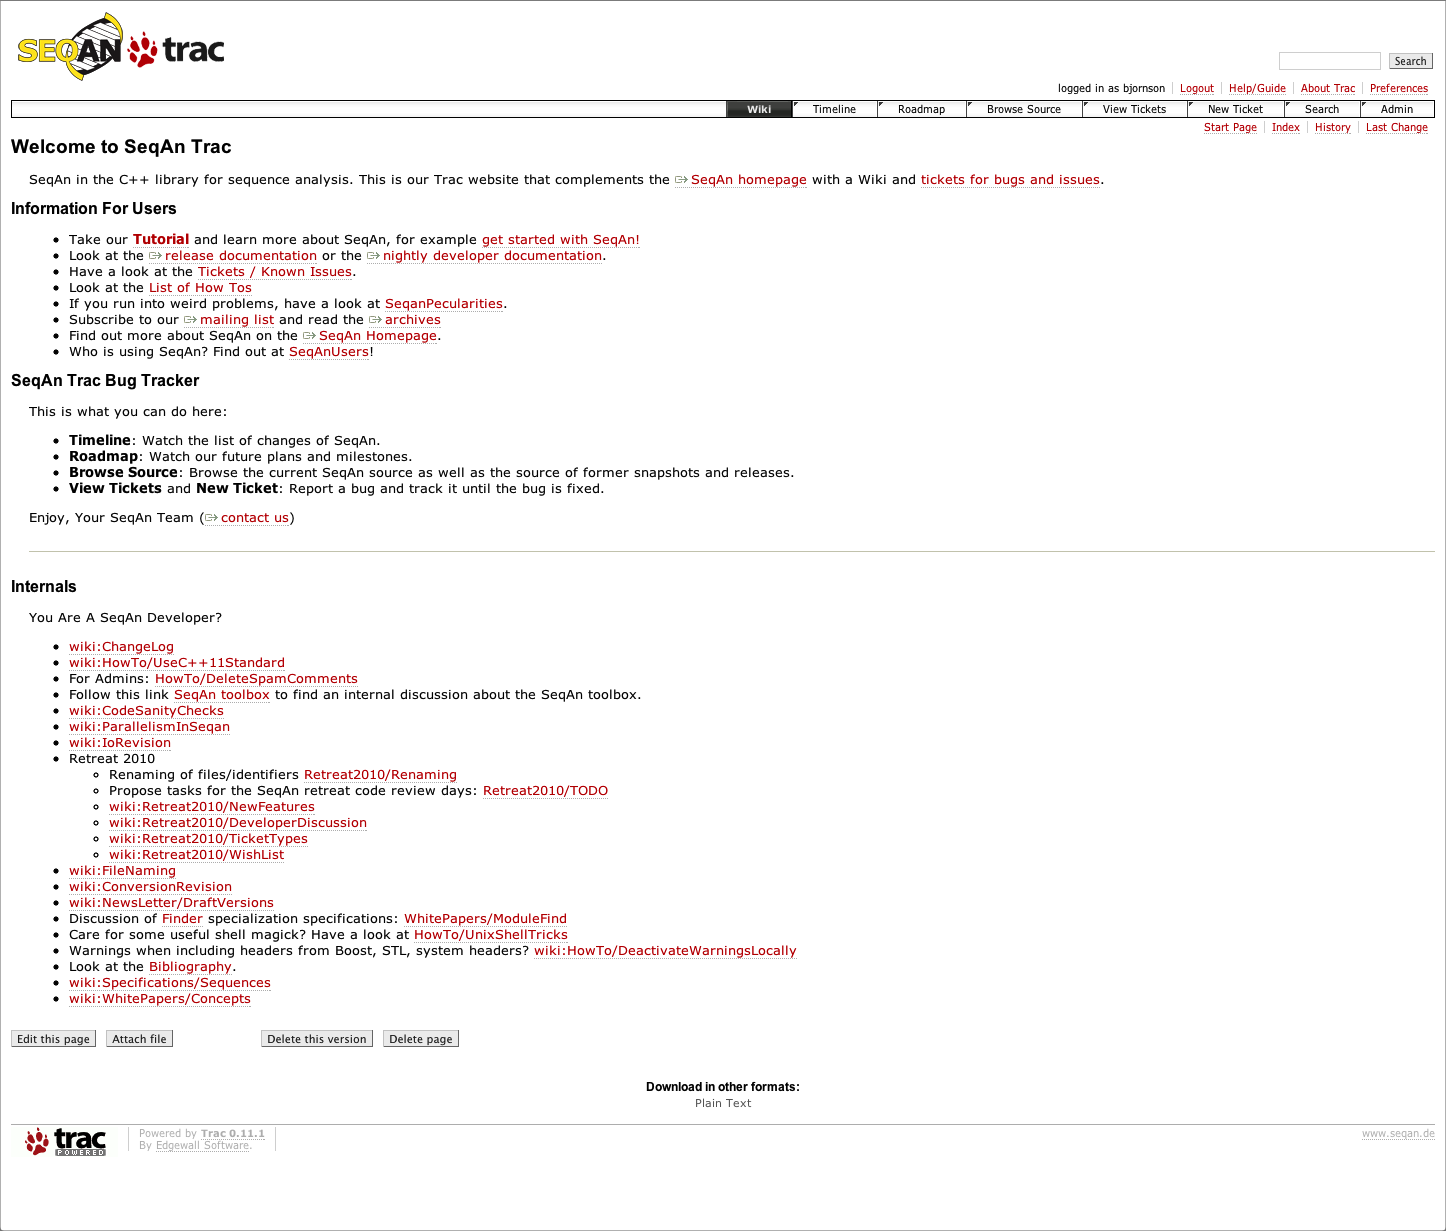 SEQAN trac
Search
logged in as bjornson Logout Help/Guide About Trac Preferences
Wiki Timeline Roadmap Browse Source View Tickets New Ticket Search Admin
Start Page Index History Last Change
Welcome to SeqAn Trac
SeqAn in the C++ library for sequence analysis. This is our Trac website that complements the SeqAn homepage with a Wiki and tickets for bugs and issues.
Information For Users
Take our Tutorial and learn more about SeqAn, for example get started with SeqAn!
Look at the release documentation or the nightly developer documentation.
Have a look at the Tickets / Known Issues.
Look at the List of How Tos
If you run into weird problems, have a look at SeqanPecularities.
Subscribe to our mailing list and read the archives
Find out more about SeqAn on the SeqAn Homepage.
Who is using SeqAn? Find out at SeqAnUsers!
SeqAn Trac Bug Tracker
This is what you can do here:
Timeline: Watch the list of changes of SeqAn.
Roadmap: Watch our future plans and milestones.
Browse Source: Browse the current SeqAn source as well as the source of former snapshots and releases.
View Tickets and New Ticket: Report a bug and track it until the bug is fixed.
Enjoy, Your SeqAn Team (contact us)
Internals
You Are A SeqAn Developer?
wiki:ChangeLog
wiki:HowTo/UseC++11Standard
For Admins: HowTo/DeleteSpamComments
Follow this link SeqAn toolbox to find an internal discussion about the SeqAn toolbox.
wiki:CodeSanityChecks
wiki:ParallelismInSeqan
wiki:IoRevision
Retreat 2010
Renaming of files/identifiers Retreat2010/Renaming
Propose tasks for the SeqAn retreat code review days: Retreat2010/TODO
wiki:Retreat2010/NewFeatures
wiki:Retreat2010/DeveloperDiscussion
wiki:Retreat2010/TicketTypes
wiki:Retreat2010/WishList
wiki:FileNaming
wiki:ConversionRevision
wiki:NewsLetter/DraftVersions
Discussion of Finder specialization specifications: WhitePapers/ModuleFind
Care for some useful shell magick? Have a look at HowTo/UnixShellTricks
Warnings when including headers from Boost, STL, system headers? wiki:HowTo/DeactivateWarningsLocally
Look at the Bibliography.
wiki:Specifications/Sequences
wiki:WhitePapers/Concepts
Edit this page Attach file Delete this version Delete page
Download in other formats:
Plain Text
trac POWERED
Powered by Trac 0.11.1
By Edgewall Software.
www.seqan.de